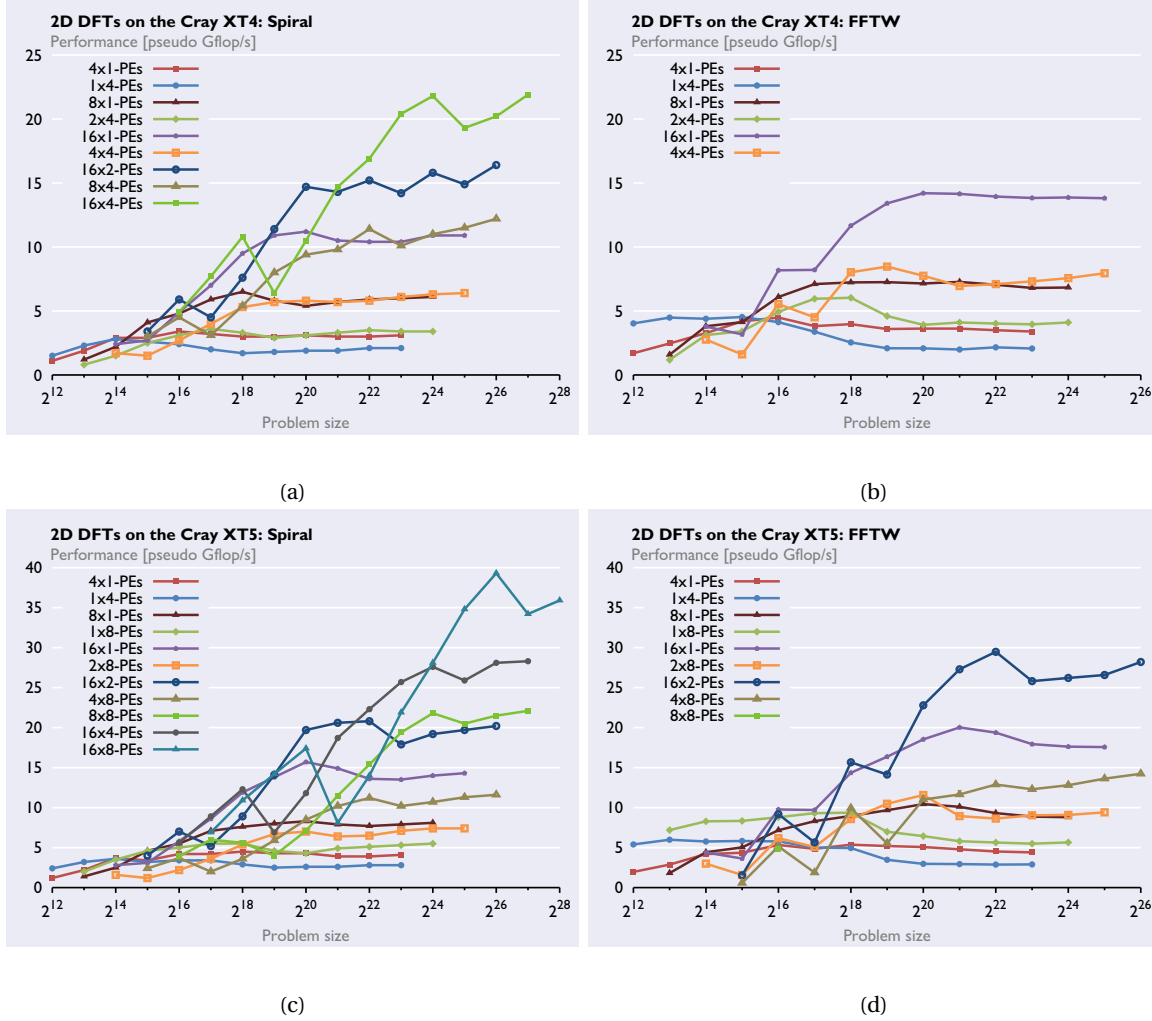 2D DFTs on the Cray XT4: Spiral
Performance [pseudo Gflop/s]
25
20
15
10
5
0
4x1-PEs
1x4-PEs
8x1-PEs
2x4-PEs
16x1-PEs
4x4-PEs
16x2-PEs
8x4-PEs
16x4-PEs
2^12 2^14 2^16 2^18 2^20 2^22 2^24 2^26 2^28
Problem size
(a)
2D DFTs on the Cray XT4: FFTW
Performance [pseudo Gflop/s]
25
20
15
10
5
0
4x1-PEs
1x4-PEs
8x1-PEs
2x4-PEs
16x1-PEs
4x4-PEs
2^12 2^14 2^16 2^18 2^20 2^22 2^24 2^26
Problem size
(b)
2D DFTs on the Cray XT5: Spiral
Performance [pseudo Gflop/s]
40
35
30
25
20
15
10
5
0
4x1-PEs
1x4-PEs
8x1-PEs
1x8-PEs
16x1-PEs
2x8-PEs
16x2-PEs
4x8-PEs
8x8-PEs
16x4-PEs
16x8-PEs
2^12 2^14 2^16 2^18 2^20 2^22 2^24 2^26 2^28
Problem size
(c)
2D DFTs on the Cray XT5: FFTW
Performance [pseudo Gflop/s]
40
35
30
25
20
15
10
5
0
4x1-PEs
1x4-PEs
8x1-PEs
1x8-PEs
16x1-PEs
2x8-PEs
16x2-PEs
4x8-PEs
8x8-PEs
2^12 2^14 2^16 2^18 2^20 2^22 2^24 2^26
Problem size
(d)